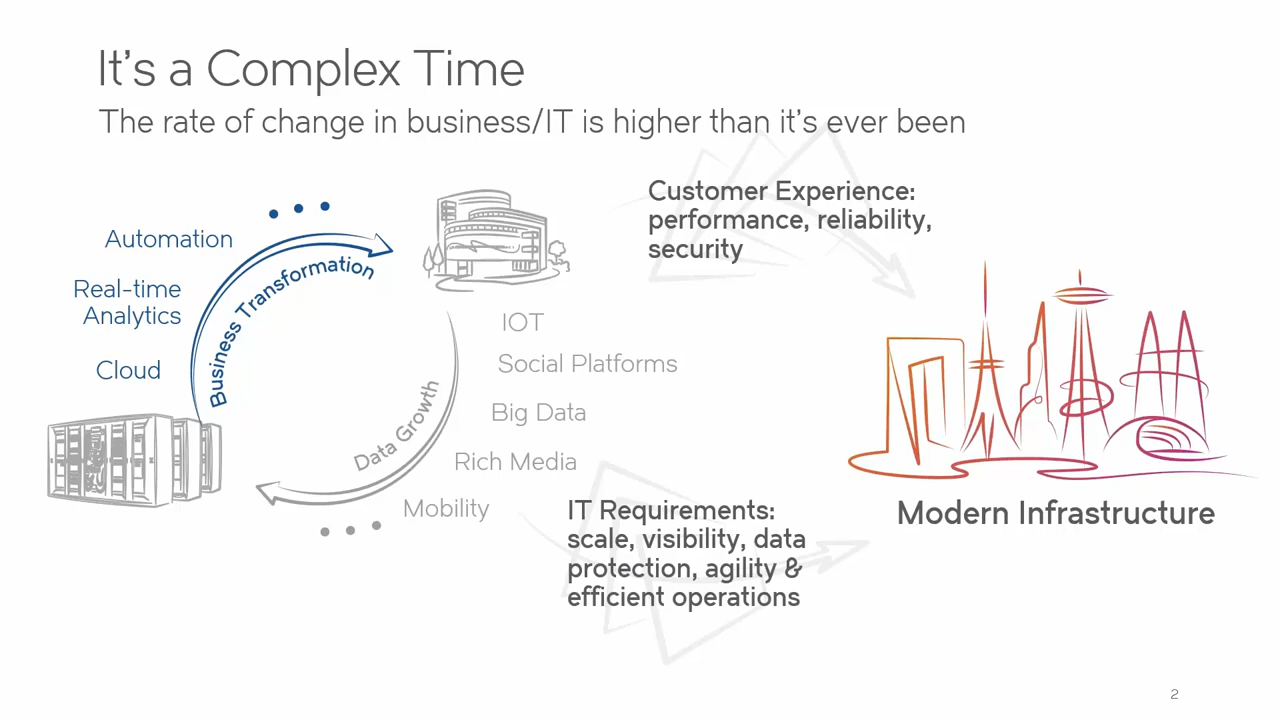 It's a Complex Time
The rate of change in business/IT is higher than it's ever been
Automation
Real-time
Analytics
Cloud
Business Transformation
Data Growth
IOT
Social Platforms
Big Data
Rich Media
Mobility
Customer Experience:
performance, reliability,
security
IT Requirements:
scale, visibility, data
protection, agility &
efficient operations
Modern Infrastructure
2